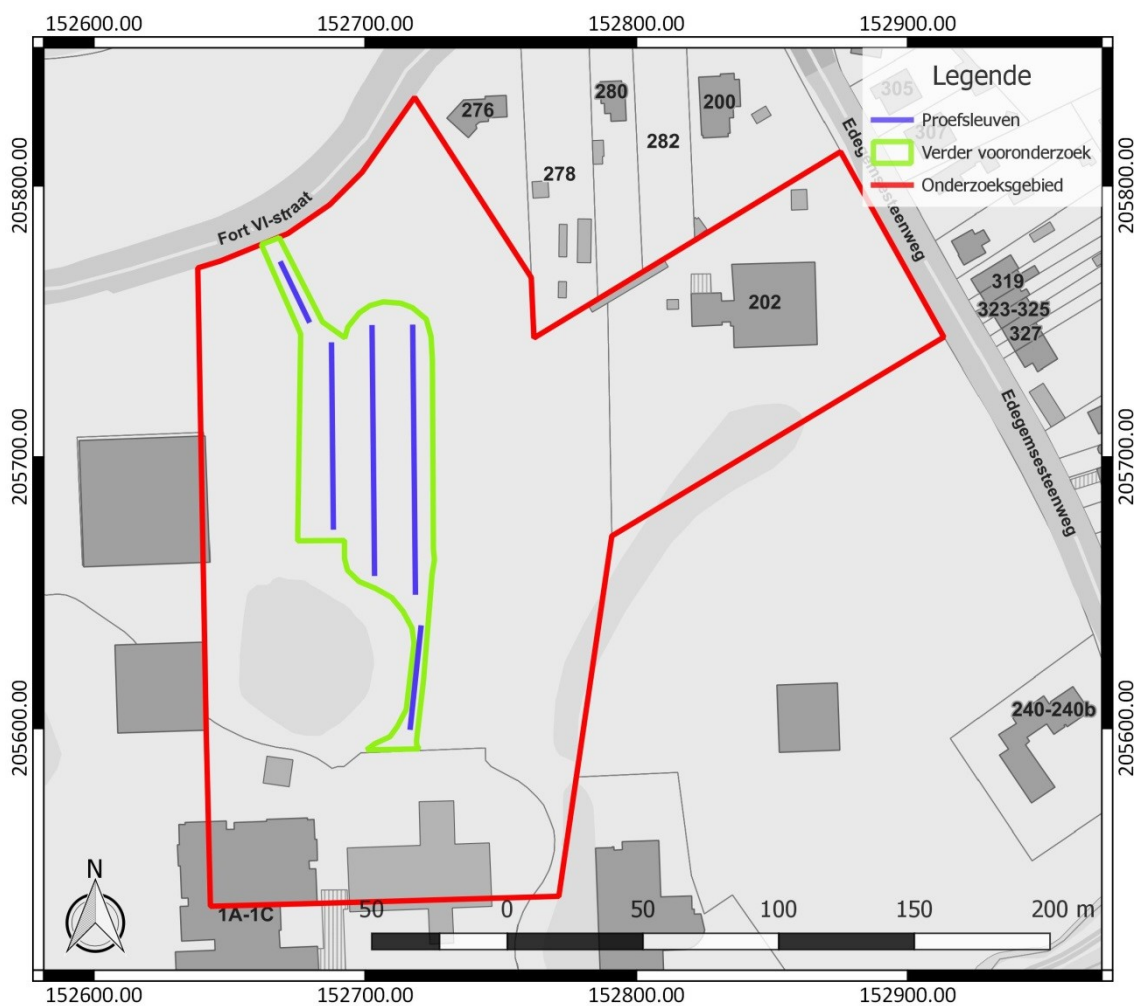 152600.00 152700.00 152800.00 152900.00
Legende
Proefsleuven
Verder vooronderzoek
Onderzoeksgebied
305
307
276
280
200
282
278
Fort VI-straat
Edegemsesteenweg
202
319
323-325
327
Edegemsesteenweg
240-240b
1A-1C
N
50 0 50 100 150 200 m
205800.00
205700.00
205600.00
205800.00
205700.00
205600.00
152600.00 152700.00 152800.00 152900.00